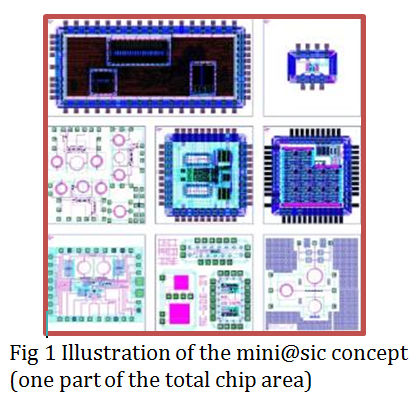 Fig 1 Illustration of the mini@sic concept
(one part of the total chip area)